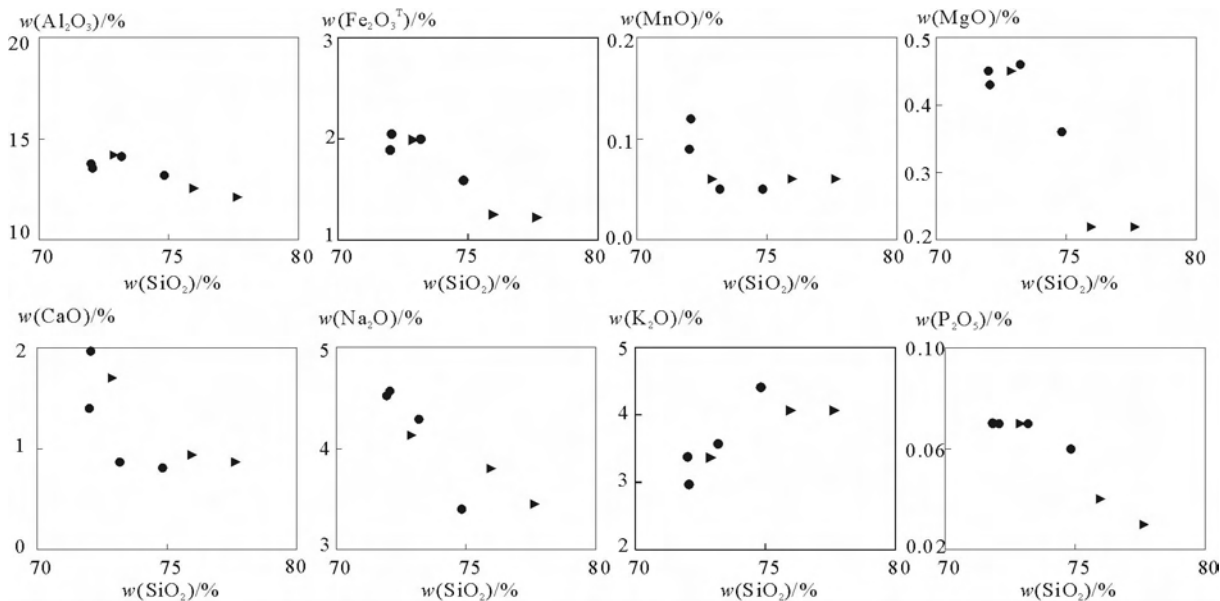 w(Al₂O₃)/% w(Fe₂O₃ᵀ)/% w(MnO)/% w(MgO)/%
20 3 0.2 0.5
15 2 0.1 0.4
0.3
10 1 0.0 0.2
70 75 80 70 75 80 70 75 80 70 75 80
w(SiO₂)/% w(SiO₂)/% w(SiO₂)/% w(SiO₂)/%
w(CaO)/% w(Na₂O)/% w(K₂O)/% w(P₂O₅)/%
2 5 5 0.10
4
1 4 0.06
3
0 3 2 0.02
70 75 80 70 75 80 70 75 80 70 75 80
w(SiO₂)/% w(SiO₂)/% w(SiO₂)/% w(SiO₂)/%